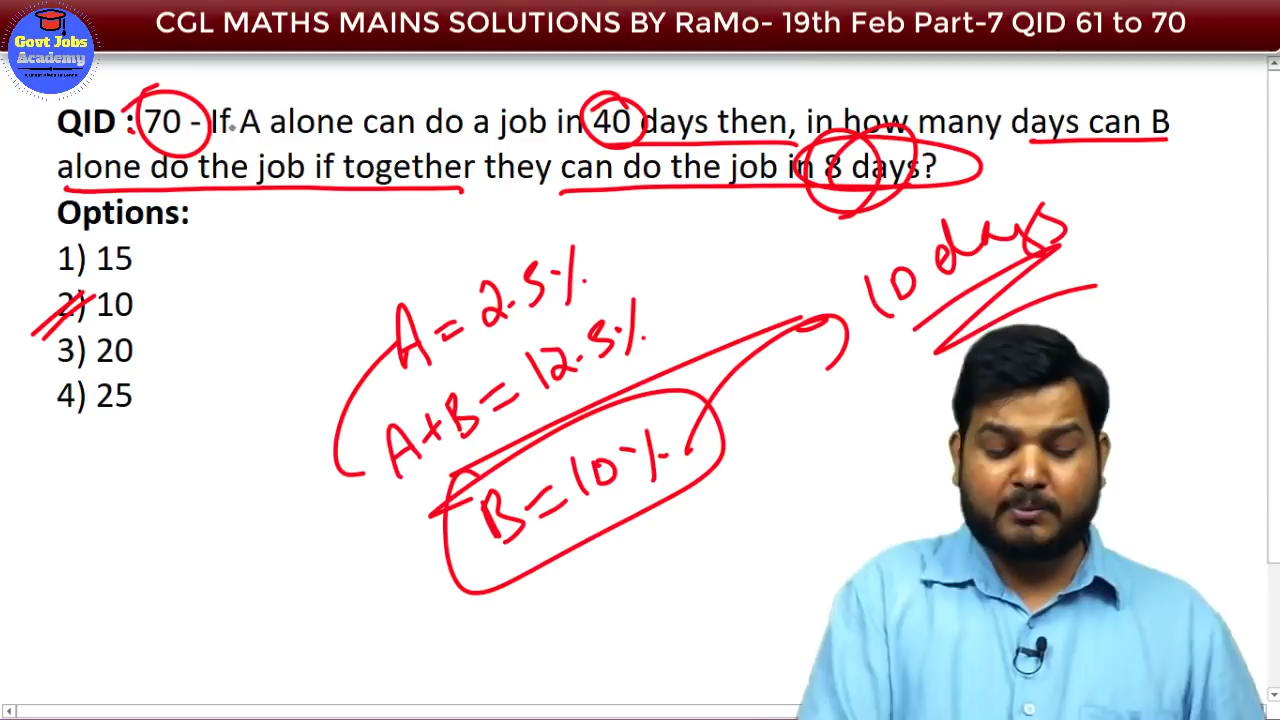 CGL MATHS MAINS SOLUTIONS BY RaMo- 19th Feb Part-7 QID 61 to 70
Govt Jobs
Academy
QID : 70 - If A alone can do a job in 40 days then, in how many days can B
alone do the job if together they can do the job in 8 days?
Options:
1) 15
2) 10
3) 20
4) 25
A = 2.5%
A+B = 12.5%
B = 10%
10 days